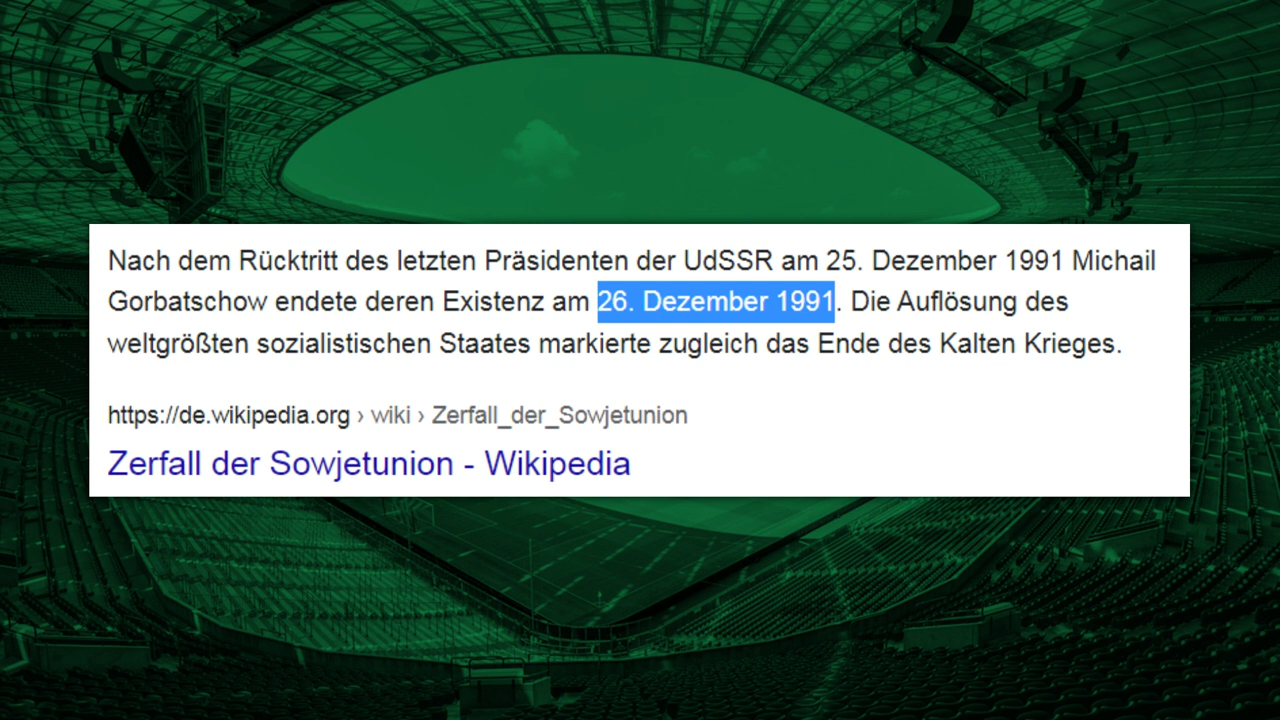 Nach dem Rücktritt des letzten Präsidenten der UdSSR am 25. Dezember 1991 Michail
Gorbatschow endete deren Existenz am 26. Dezember 1991. Die Auflösung des
weltgrößten sozialistischen Staates markierte zugleich das Ende des Kalten Krieges.
https://de.wikipedia.org › wiki › Zerfall_der_Sowjetunion
Zerfall der Sowjetunion - Wikipedia